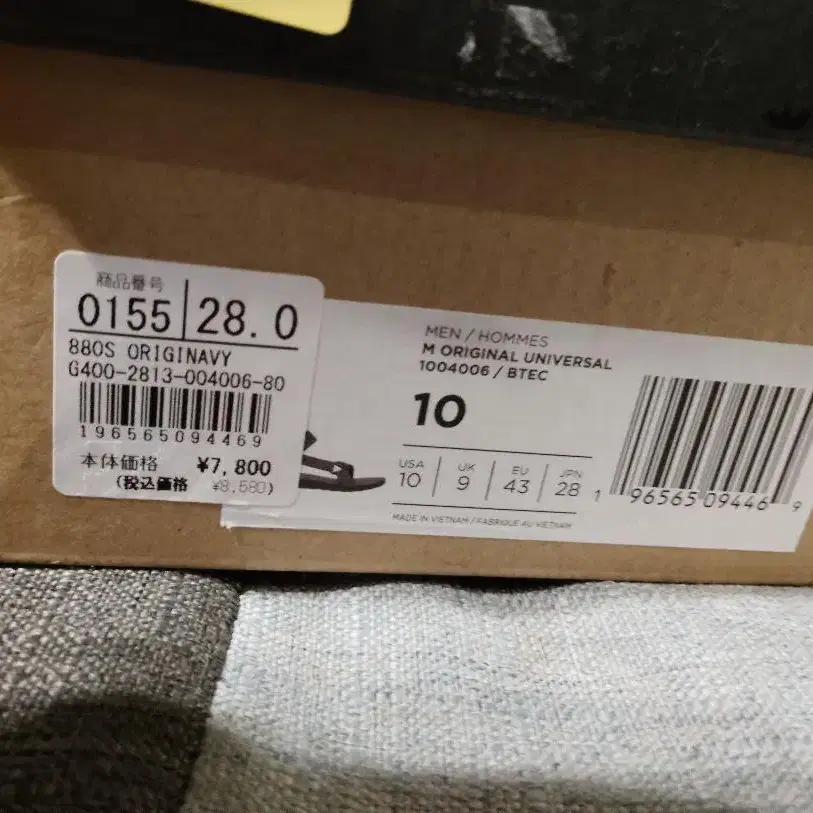 商品番号
0155 28.0
880S ORIGINAVY
G400-2813-004006-80
196565094469
本体価格 ¥7,800
(税込価格 ¥8,580)
MEN / HOMMES
M ORIGINAL UNIVERSAL
1004006 / BTEC
10
USA UK EU JPN
10 9 43 28
1 96565 09446 9
MADE IN VIETNAM / FABRIQUE AU VIETNAM